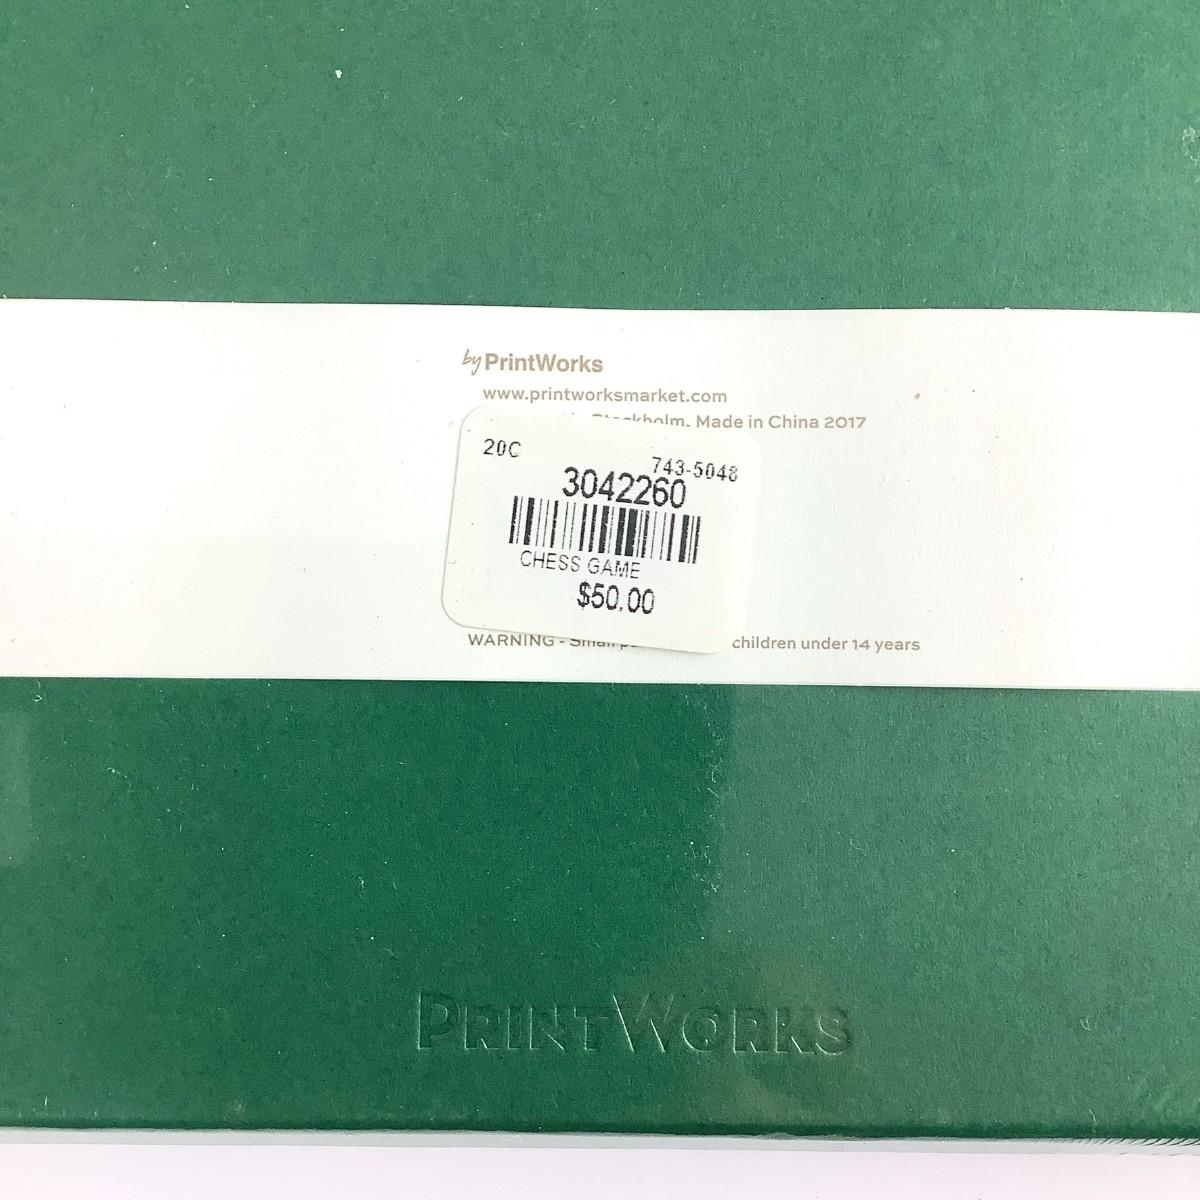 by PrintWorks
www.printworksmarket.com
Stockholm. Made in China 2017
20C
743-5048
3042260
CHESS GAME
$50.00
WARNING - Small children under 14 years
PRINTWORKS